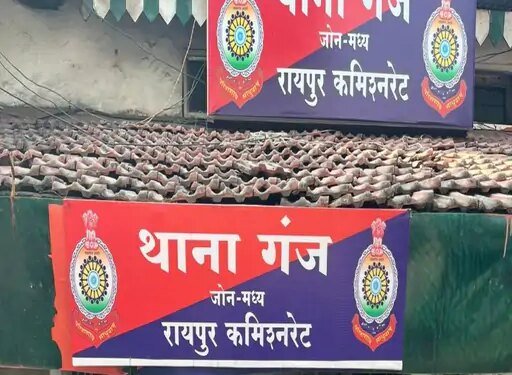 थाना गंज
जोन-मध्य
रायपुर कमिश्नरेट
थाना गंज
जोन-मध्य
रायपुर कमिश्नरेट